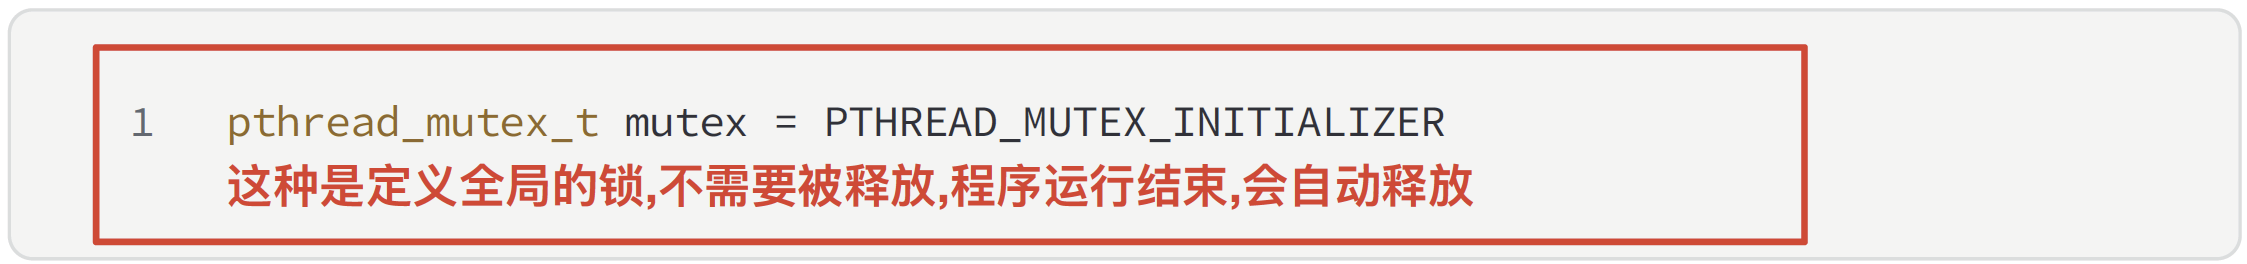 1 pthread_mutex_t mutex = PTHREAD_MUTEX_INITIALIZER
这种是定义全局的锁,不需要被释放,程序运行结束,会自动释放